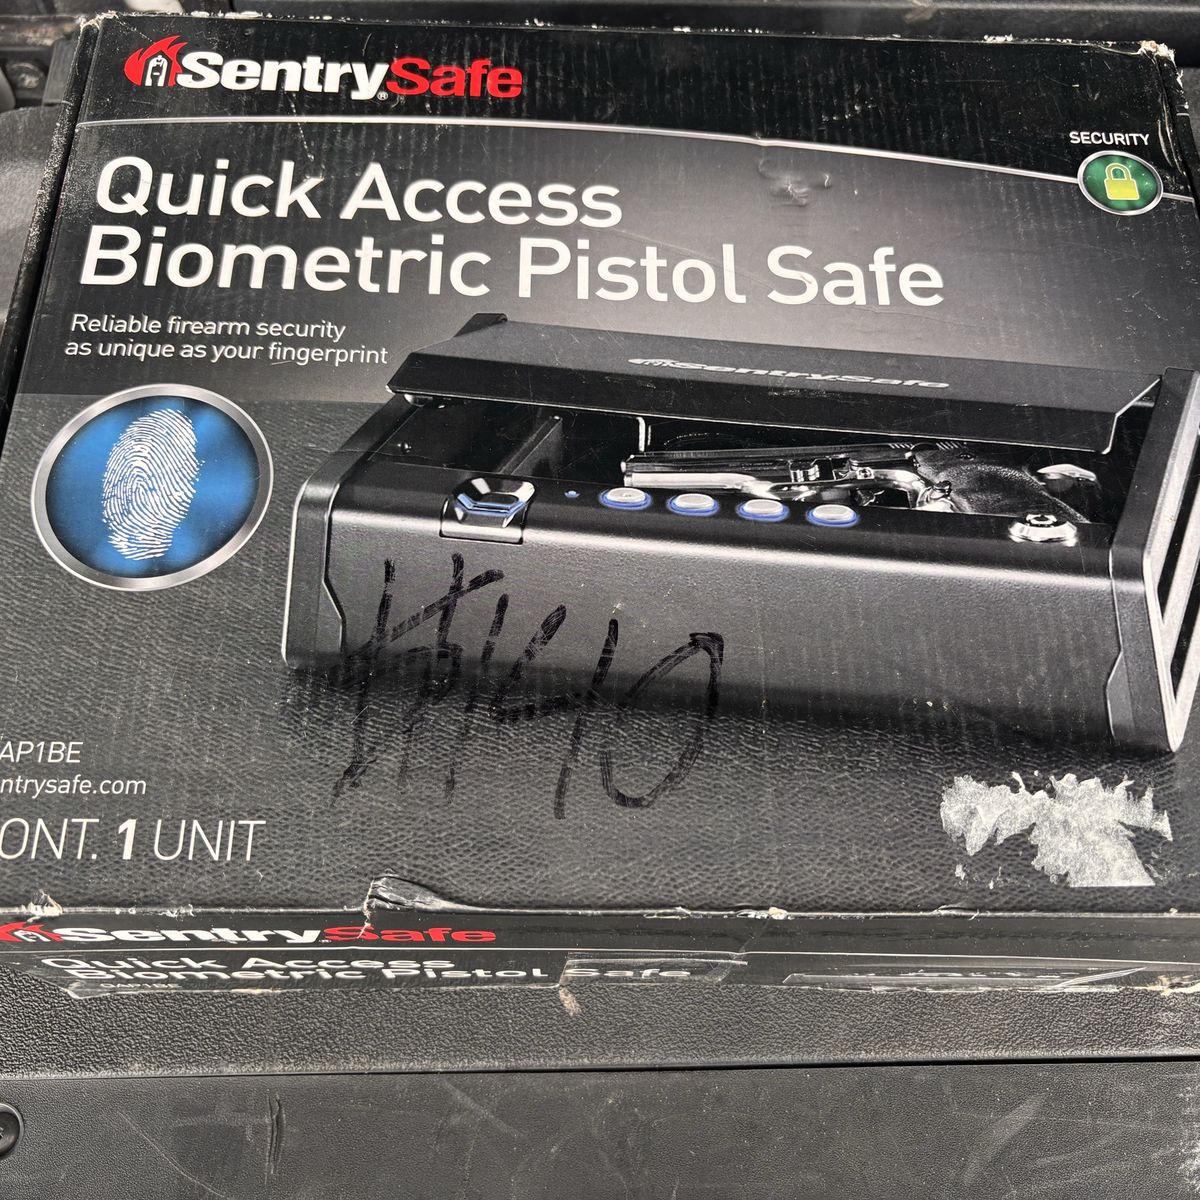 SentrySafe
SECURITY
Quick Access
Biometric Pistol Safe
Reliable firearm security
as unique as your fingerprint
SentrySafe
AP1BE
ntrysafe.com
ONT. 1 UNIT
SentrySafe
Quick Access
Biometric Pistol Safe
QAP1BE